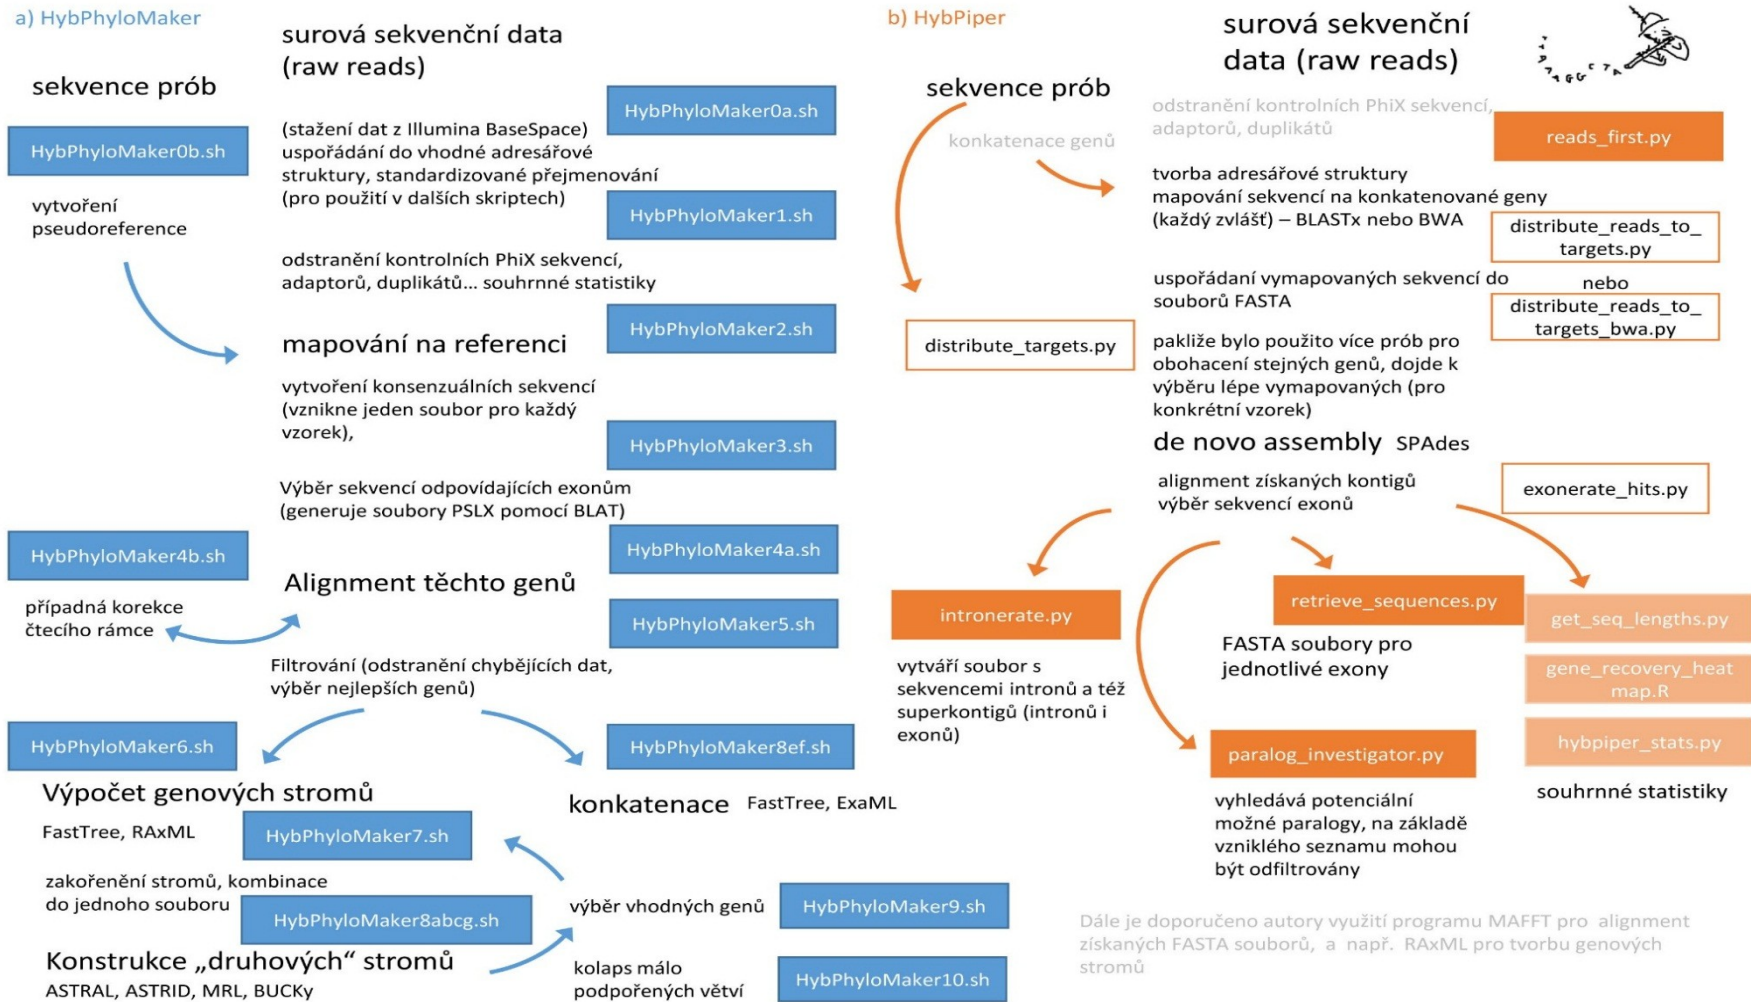 a) HybPhyloMaker
surová sekvenční data
(raw reads)
sekvence prób
HybPhyloMaker0a.sh
HybPhyloMaker0b.sh
(stažení dat z Illumina BaseSpace)
uspořádání do vhodné adresářové
struktury, standardizované přejmenování
(pro použití v dalších skriptech)
vytvoření
pseudoreference
HybPhyloMaker1.sh
odstranění kontrolních PhiX sekvencí,
adaptorů, duplikátů... souhrnné statistiky
HybPhyloMaker2.sh
mapování na referenci
vytvoření konsenzuálních sekvencí
(vznikne jeden soubor pro každý
vzorek),
HybPhyloMaker3.sh
Výběr sekvencí odpovídajících exonům
(generuje soubory PSLX pomocí BLAT)
HybPhyloMaker4b.sh
HybPhyloMaker4a.sh
Alignment těchto genů
případná korekce
čtecího rámce
HybPhyloMaker5.sh
Filtrování (odstranění chybějících dat,
výběr nejlepších genů)
HybPhyloMaker6.sh
HybPhyloMaker8ef.sh
Výpočet genových stromů
FastTree, RAxML
konkatenace FastTree, ExaML
HybPhyloMaker7.sh
zakořenění stromů, kombinace
do jednoho souboru
HybPhyloMaker8abcg.sh
výběr vhodných genů
HybPhyloMaker9.sh
Konstrukce „druhových“ stromů
ASTRAL, ASTRID, MRL, BUCKy
kolaps málo
podpořených větví
HybPhyloMaker10.sh
b) HybPiper
surová sekvenční
data (raw reads)
sekvence prób
odstranění kontrolních PhiX sekvencí,
adaptorů, duplikátů
konkatenace genů
reads_first.py
tvorba adresářové struktury
mapování sekvencí na konkatenované geny
(každý zvlášť) – BLASTx nebo BWA
distribute_reads_to_
targets.py
uspořádaní vymapovaných sekvencí do
souborů FASTA
nebo
distribute_reads_to_
targets_bwa.py
distribute_targets.py
pakliže bylo použito více prób pro
obohacení stejných genů, dojde k
výběru lépe vymapovaných (pro
konkrétní vzorek)
de novo assembly SPAdes
alignment získaných kontigů
výběr sekvencí exonů
exonerate_hits.py
intronerate.py
retrieve_sequences.py
get_seq_lengths.py
vytváří soubor s
sekvencemi intronů a též
superkontigů (intronů i
exonů)
FASTA soubory pro
jednotlivé exony
gene_recovery_heat
map.R
paralog_investigator.py
hybpiper_stats.py
souhrnné statistiky
vyhledává potenciální
možné paralogy, na základě
vzniklého seznamu mohou
být odfiltrovány
Dále je doporučeno autory využití programu MAFFT pro alignment
získaných FASTA souborů, a např. RAxML pro tvorbu genových
stromů